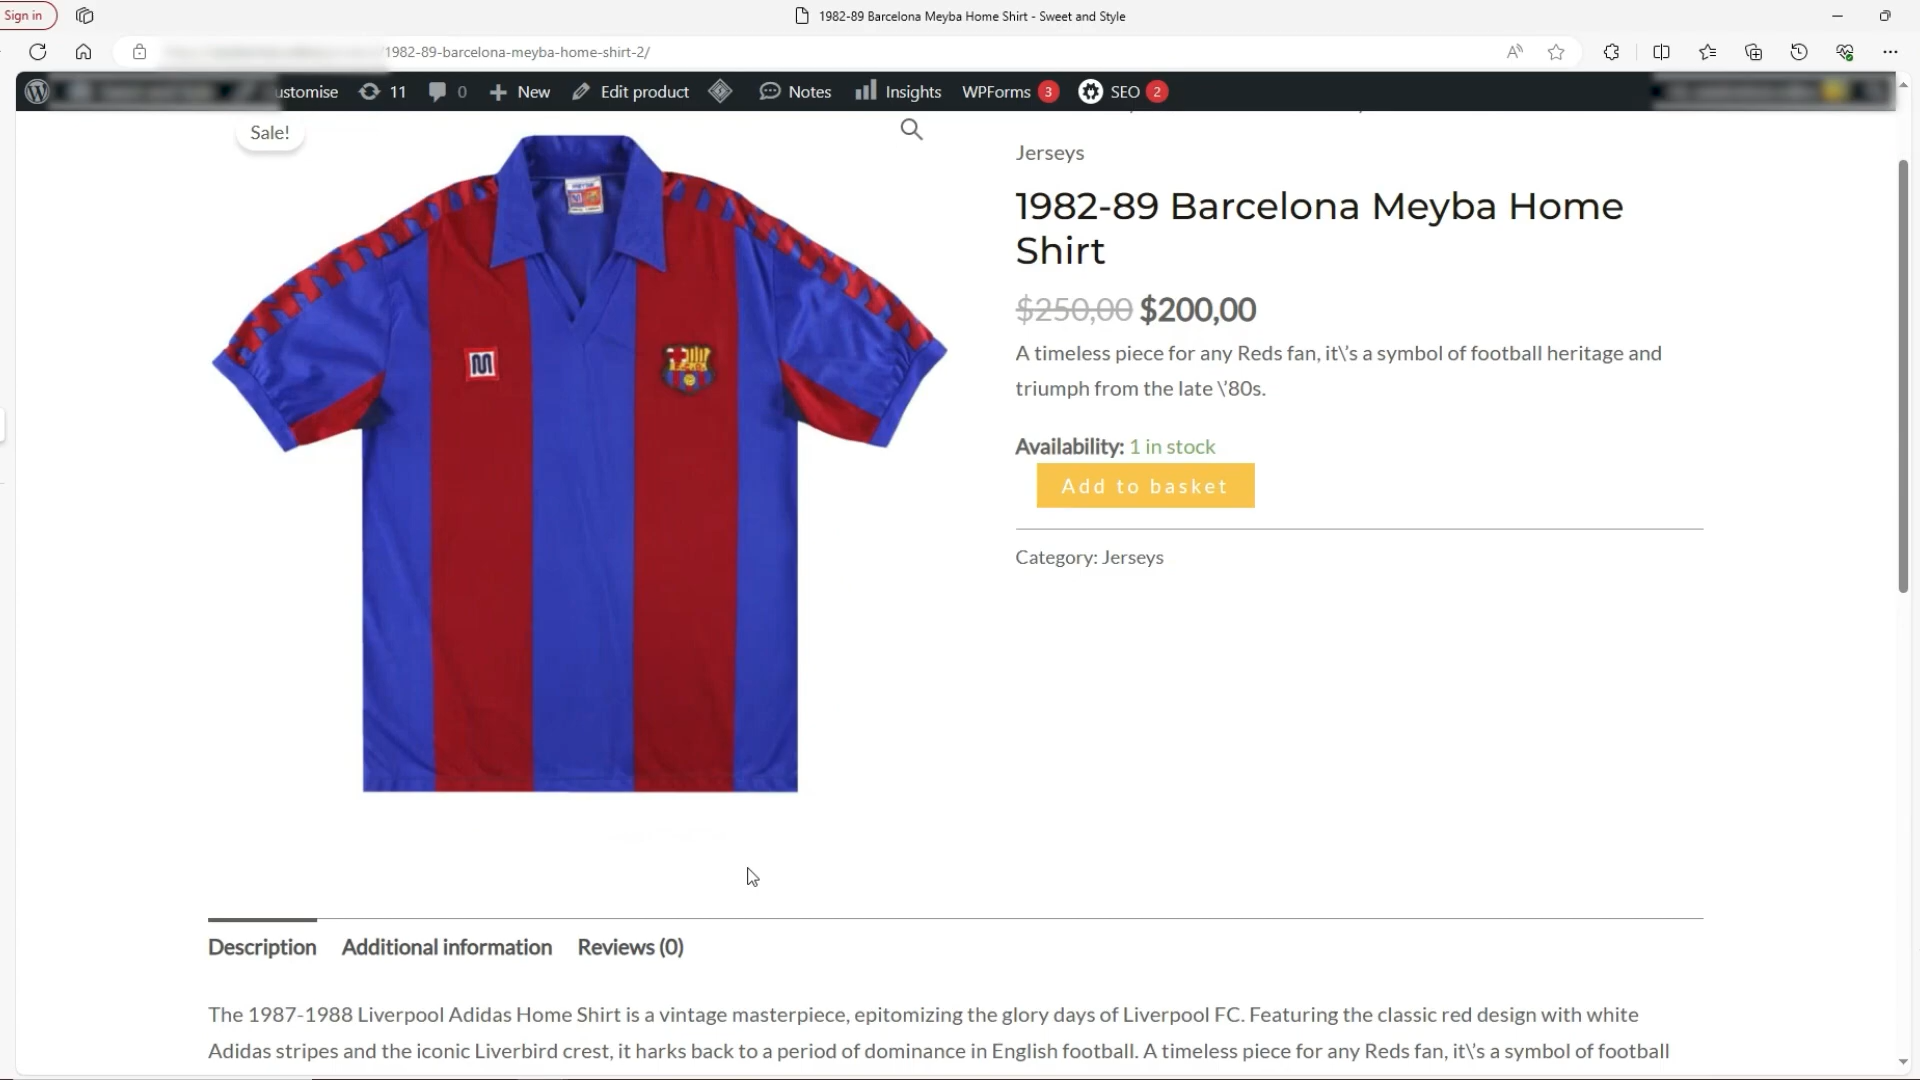 Sign in
1982-89 Barcelona Meyba Home Shirt - Sweet and Style
1982-89-barcelona-meyba-home-shirt-2/
ustomise 11 0 New Edit product Notes Insights WPForms 3 SEO 2
Sale!
M
Jerseys
1982-89 Barcelona Meyba Home
Shirt
$250,00 $200,00
A timeless piece for any Reds fan, it\'s a symbol of football heritage and
triumph from the late \'80s.
Availability: 1 in stock
Add to basket
Category: Jerseys
Description Additional information Reviews (0)
The 1987-1988 Liverpool Adidas Home Shirt is a vintage masterpiece, epitomizing the glory days of Liverpool FC. Featuring the classic red design with white
Adidas stripes and the iconic Liverbird crest, it harks back to a period of dominance in English football. A timeless piece for any Reds fan, it\'s a symbol of football